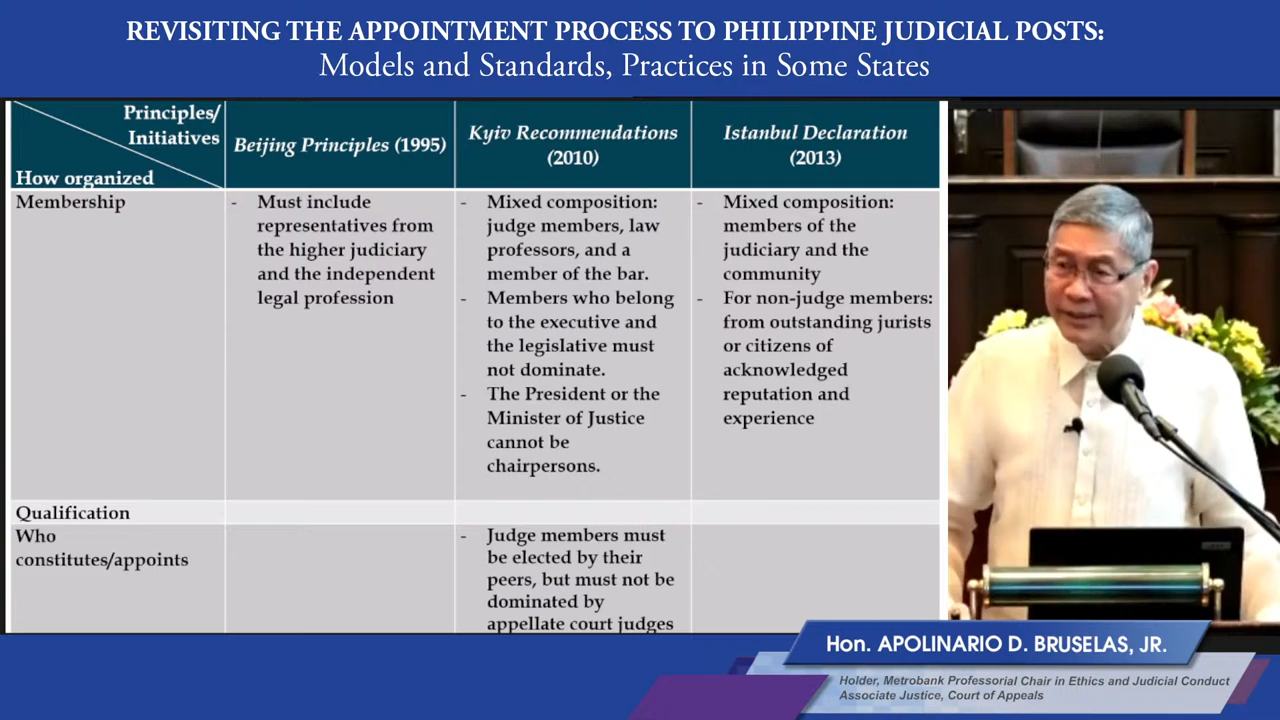 REVISITING THE APPOINTMENT PROCESS TO PHILIPPINE JUDICIAL POSTS:
Models and Standards, Practices in Some States
Principles/
Initiatives
How organized
Beijing Principles (1995)
Kyiv Recommendations
(2010)
Istanbul Declaration
(2013)
Membership
- Must include
representatives from
the higher judiciary
and the independent
legal profession
- Mixed composition:
judge members, law
professors, and a
member of the bar.
- Members who belong
to the executive and
the legislative must
not dominate.
- The President or the
Minister of Justice
cannot be
chairpersons.
- Mixed composition:
members of the
judiciary and the
community
- For non-judge members:
from outstanding jurists
or citizens of
acknowledged
reputation and
experience
Qualification
Who
constitutes/appoints
- Judge members must
be elected by their
peers, but must not be
dominated by
appellate court judges
Hon. APOLINARIO D. BRUSELAS, JR.
Holder, Metrobank Professorial Chair in Ethics and Judicial Conduct
Associate Justice, Court of Appeals